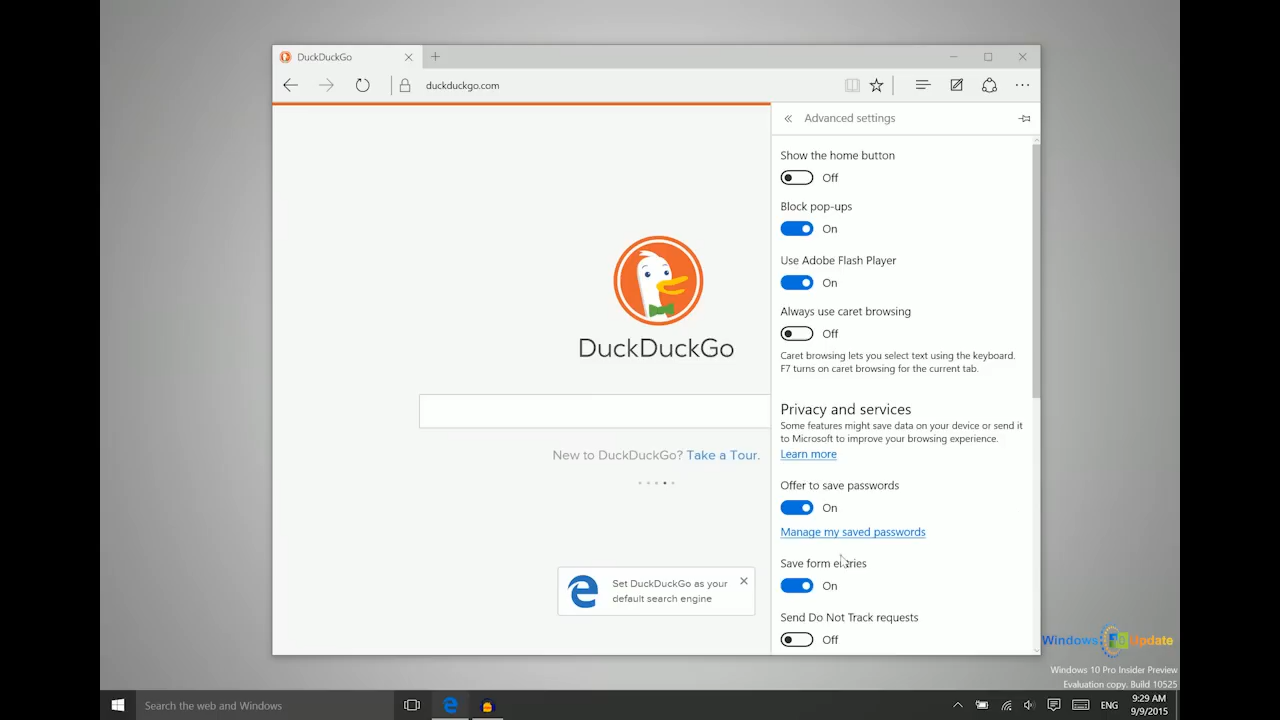 DuckDuckGo
duckduckgo.com
Advanced settings
Show the home button
Off
Block pop-ups
On
Use Adobe Flash Player
On
Always use caret browsing
Off
Caret browsing lets you select text using the keyboard.
F7 turns on caret browsing for the current tab.
Privacy and services
Some features might save data on your device or send it
to Microsoft to improve your browsing experience.
Learn more
Offer to save passwords
On
Manage my saved passwords
Save form entries
On
Send Do Not Track requests
Off
DuckDuckGo
New to DuckDuckGo? Take a Tour.
Set DuckDuckGo as your
default search engine
Windows Update
Windows 10 Pro Insider Preview
Evaluation copy. Build 10525
Search the web and Windows
ENG
9:29 AM
9/9/2015